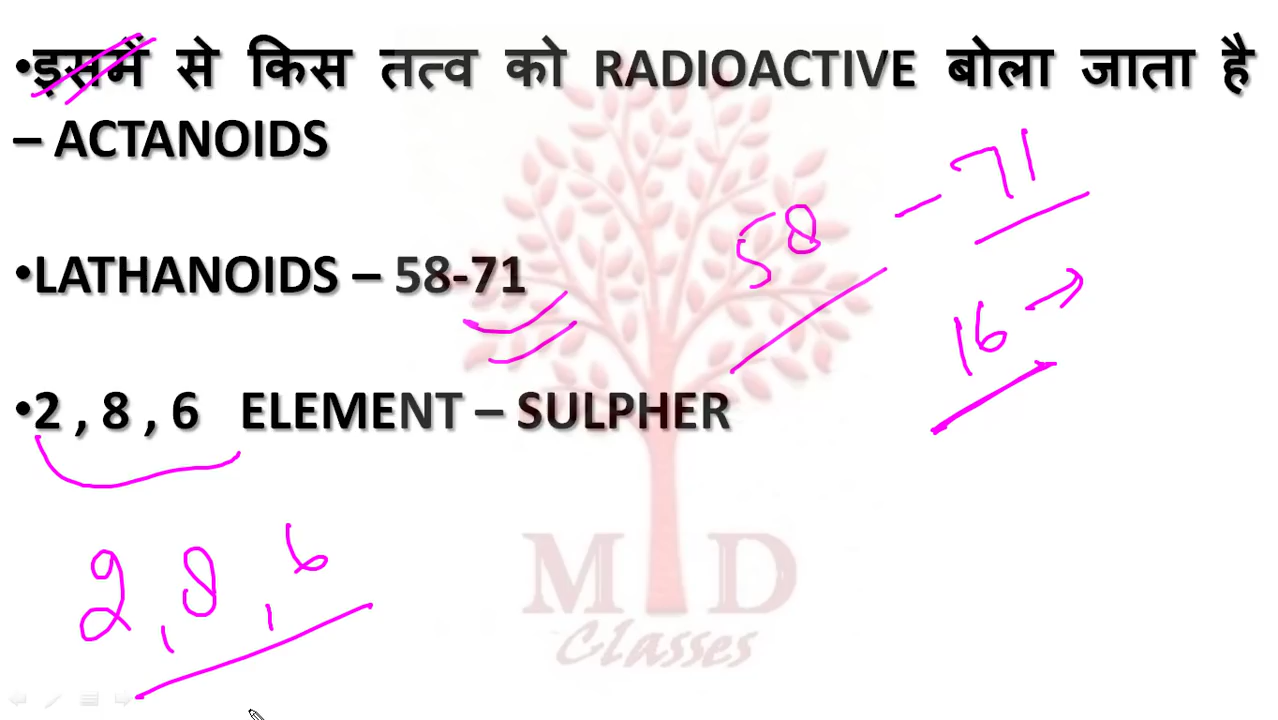 •इसमें से किस तत्व को RADIOACTIVE बोला जाता है
– ACTANOIDS
58 – 71
•LATHANOIDS – 58-71
16 →
•2 , 8 , 6 ELEMENT – SULPHER
2 , 8 , 6
MD
Classes